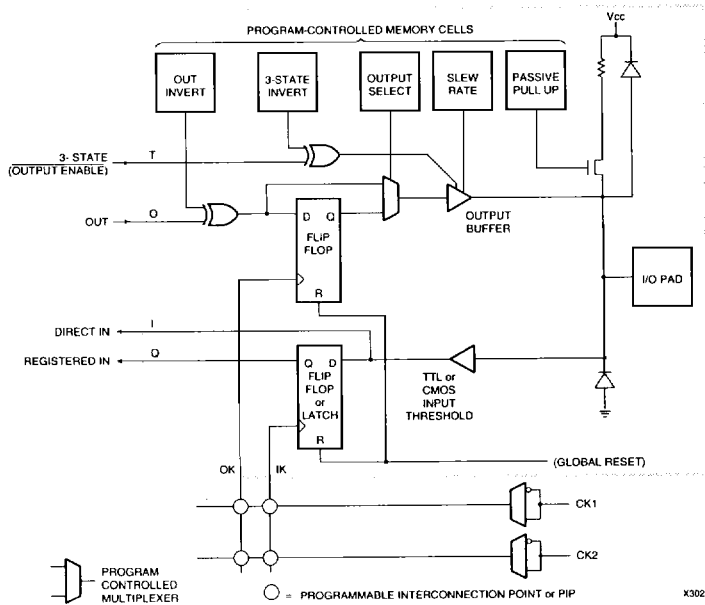 Vcc
PROGRAM-CONTROLLED MEMORY CELLS
OUT
INVERT
3-STATE
INVERT
OUTPUT
SELECT
SLEW
RATE
PASSIVE
PULL UP
3- STATE
(OUTPUT ENABLE)
T
OUT
O
D Q
FLIP
FLOP
R
OUTPUT
BUFFER
I/O PAD
DIRECT IN
I
REGISTERED IN
Q
Q D
FLIP
FLOP
or
LATCH
R
TTL or
CMOS
INPUT
THRESHOLD
OK
IK
(GLOBAL RESET)
CK1
CK2
PROGRAM
CONTROLLED
MULTIPLEXER
= PROGRAMMABLE INTERCONNECTION POINT or PIP
X302